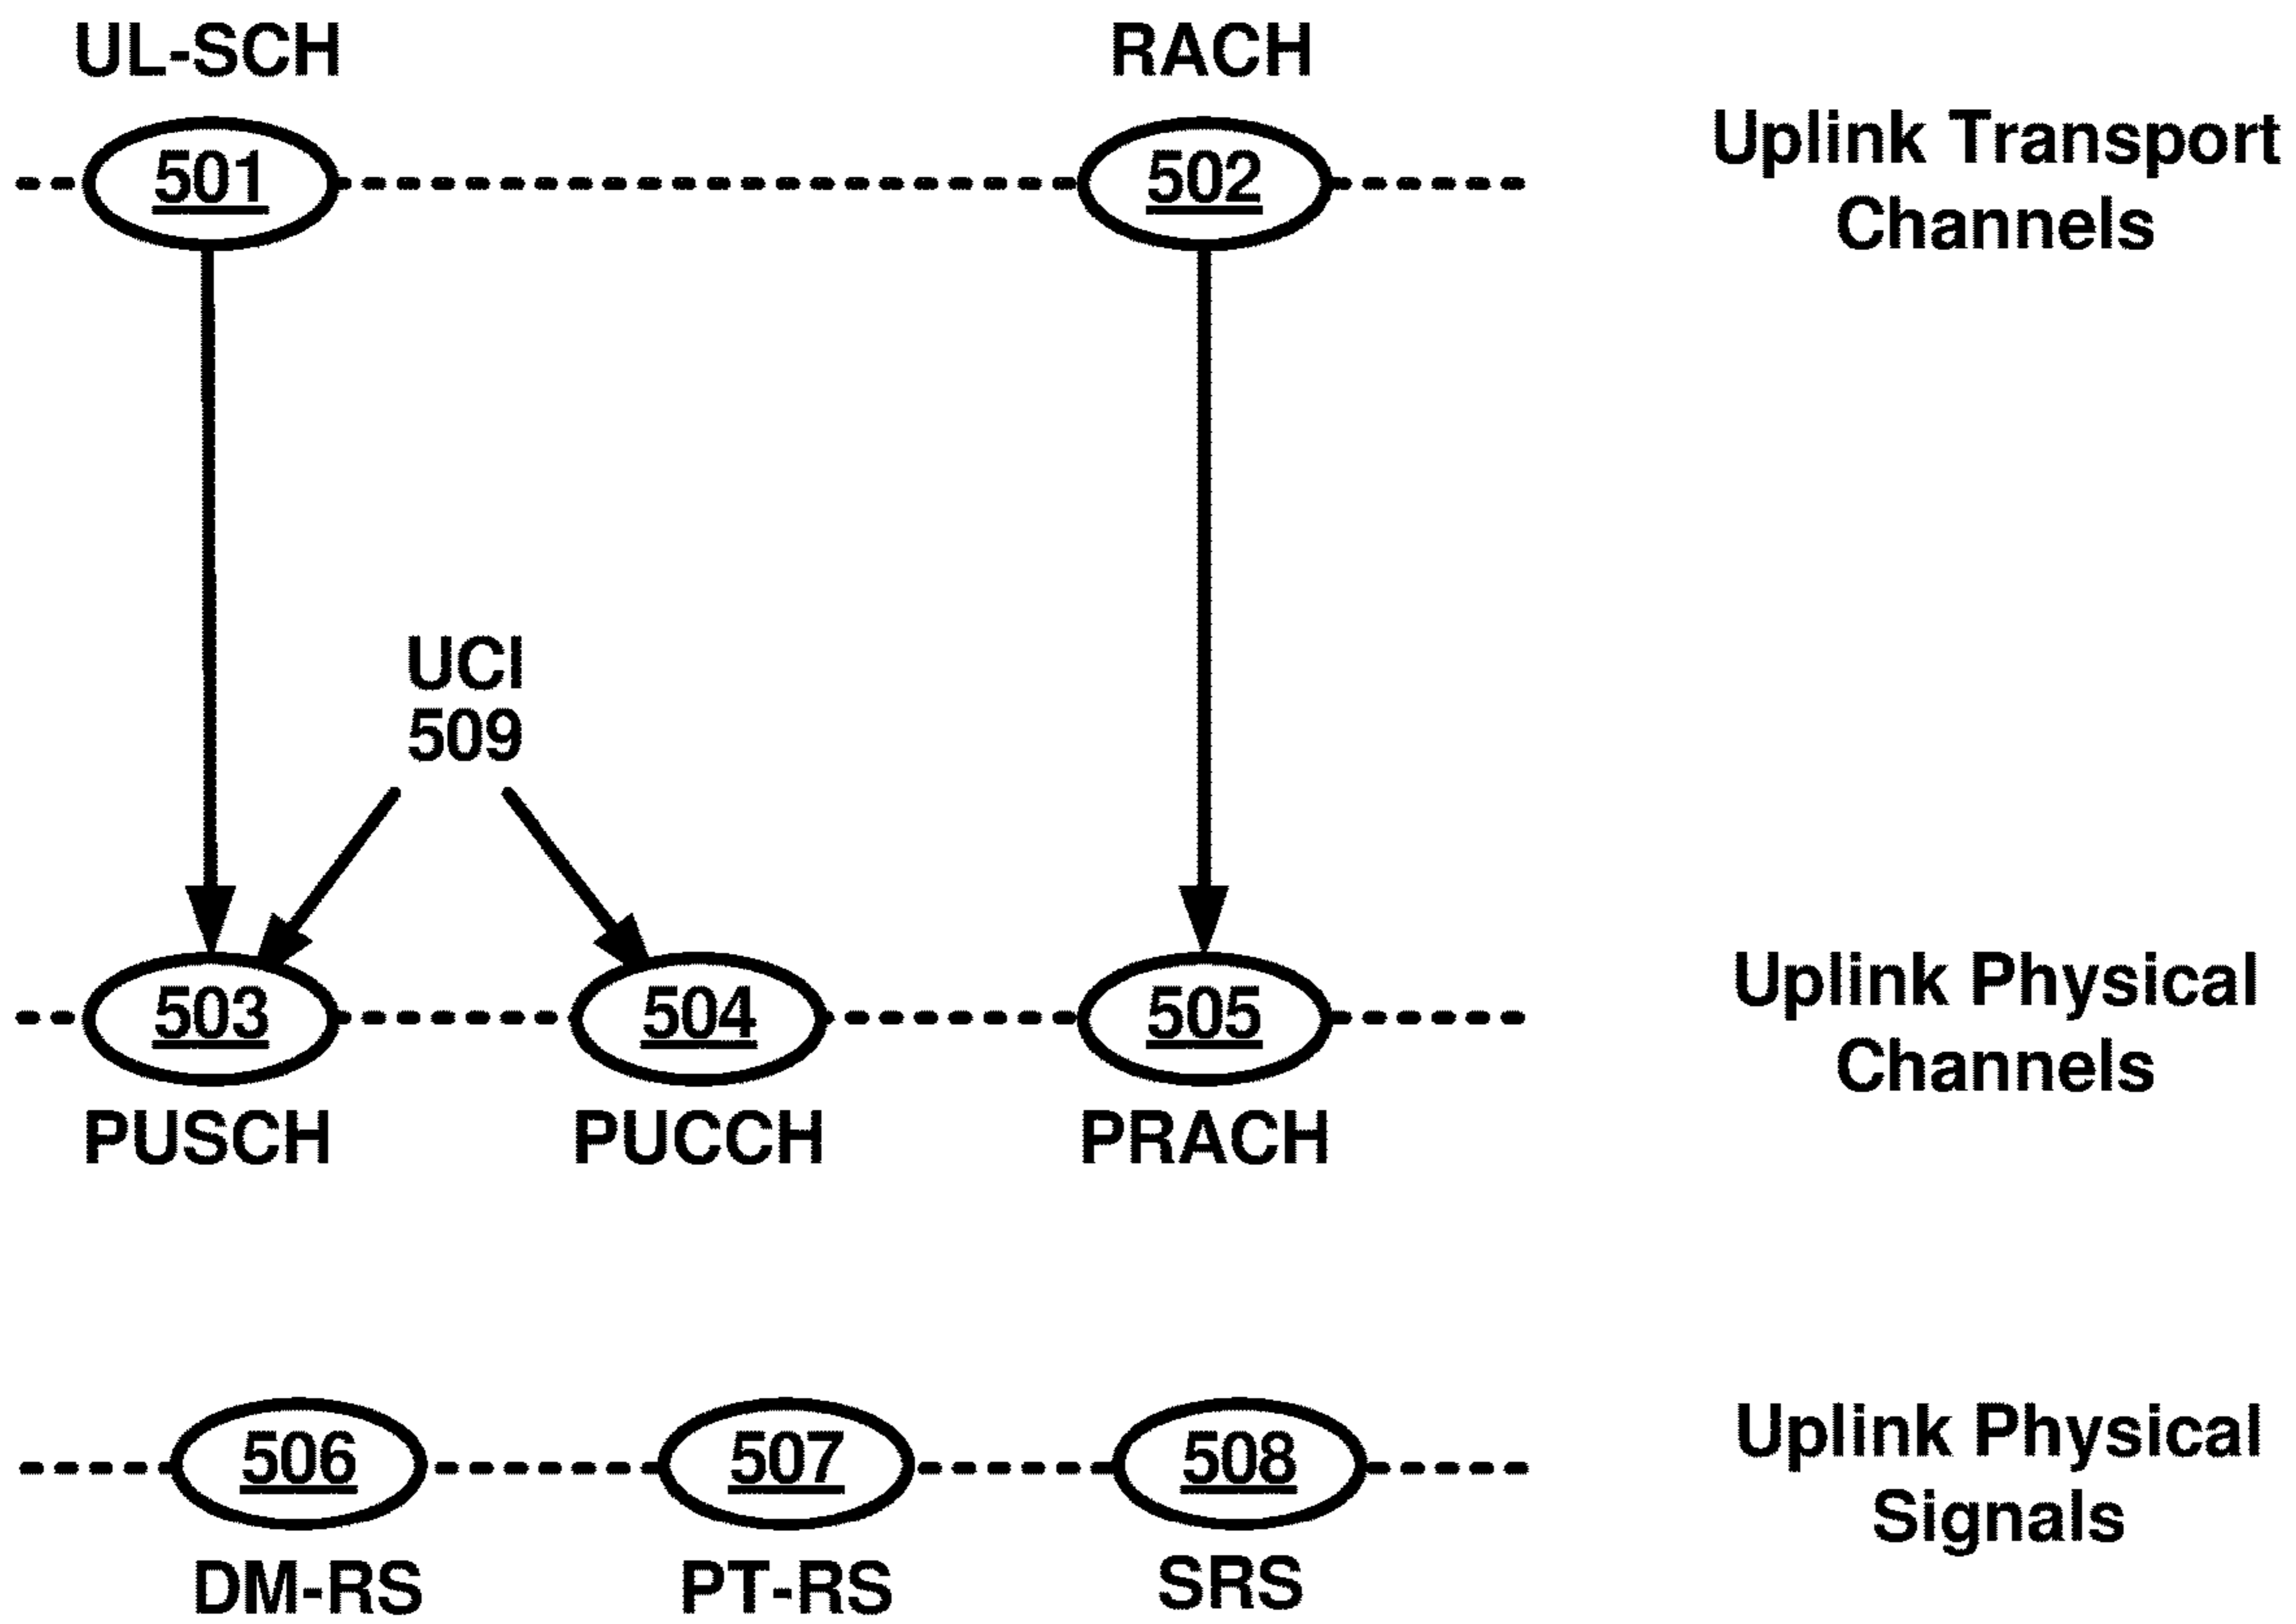 UL-SCH
RACH
501
502
Uplink Transport
Channels
UCI
509
503
504
505
Uplink Physical
Channels
PUSCH
PUCCH
PRACH
506
507
508
Uplink Physical
Signals
DM-RS
PT-RS
SRS